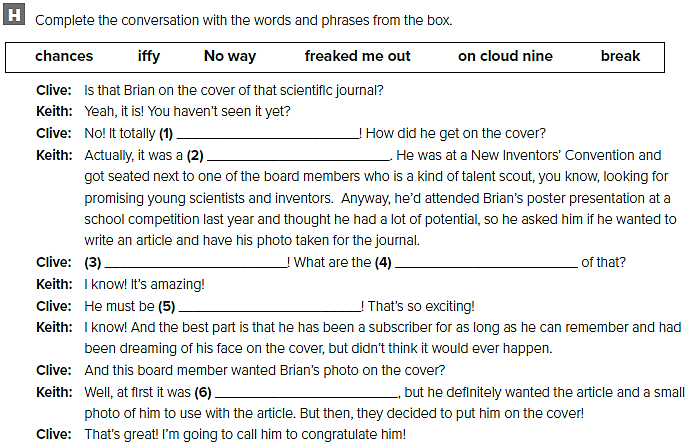 H Complete the conversation with the words and phrases from the box.
chances iffy No way freaked me out on cloud nine break
Clive: Is that Brian on the cover of that scientific journal?
Keith: Yeah, it is! You haven't seen it yet?
Clive: No! It totally (1) ______________________________! How did he get on the cover?
Keith: Actually, it was a (2) ______________________________. He was at a New Inventors' Convention and
got seated next to one of the board members who is a kind of talent scout, you know, looking for
promising young scientists and inventors. Anyway, he'd attended Brian's poster presentation at a
school competition last year and thought he had a lot of potential, so he asked him if he wanted to
write an article and have his photo taken for the journal.
Clive: (3) ______________________________! What are the (4) ______________________________ of that?
Keith: I know! It's amazing!
Clive: He must be (5) ______________________________! That's so exciting!
Keith: I know! And the best part is that he has been a subscriber for as long as he can remember and had
been dreaming of his face on the cover, but didn't think it would ever happen.
Clive: And this board member wanted Brian's photo on the cover?
Keith: Well, at first it was (6) ______________________________, but he definitely wanted the article and a small
photo of him to use with the article. But then, they decided to put him on the cover!
Clive: That's great! I'm going to call him to congratulate him!